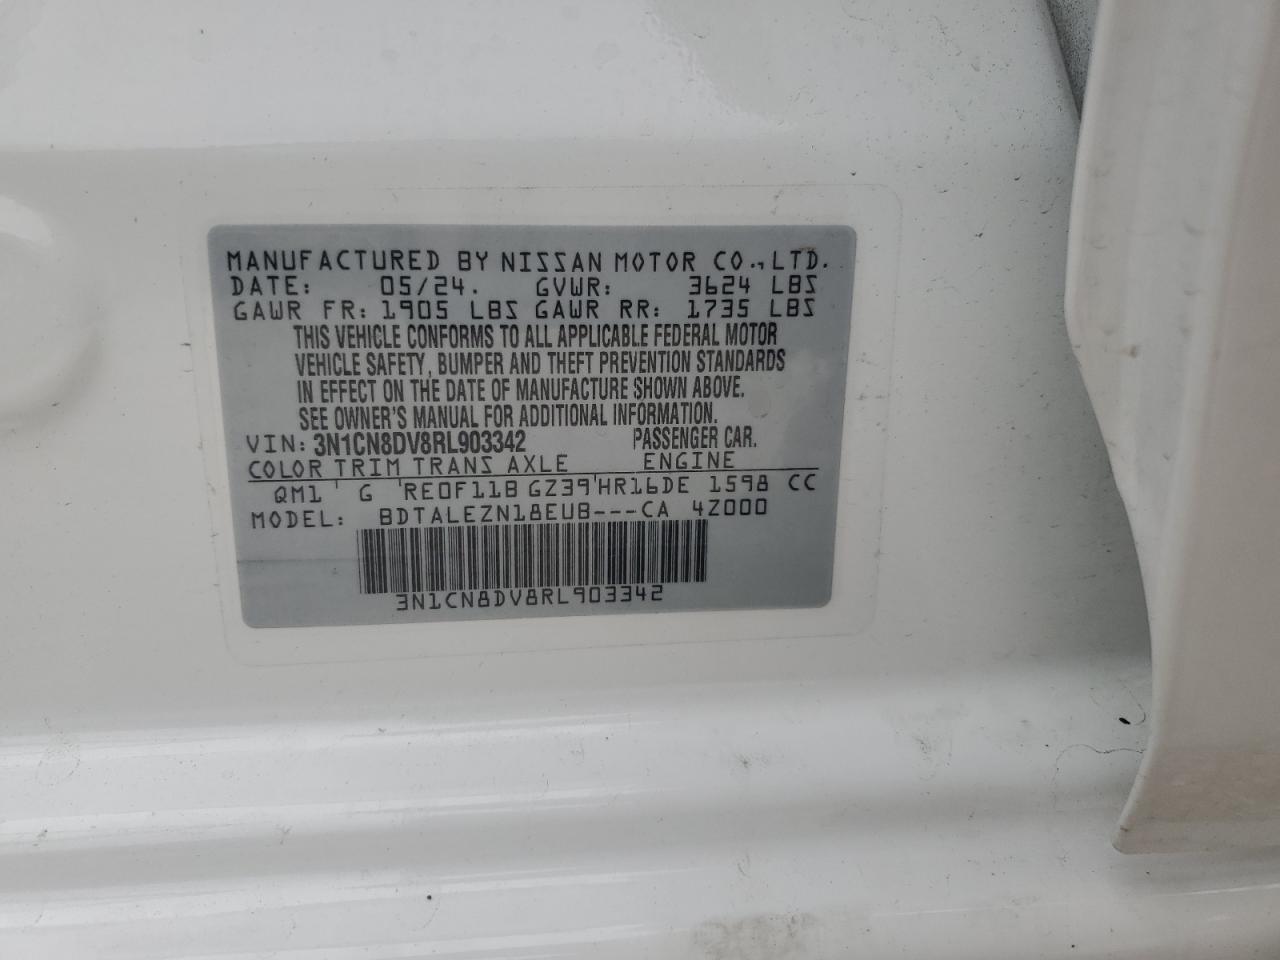 MANUFACTURED BY NISSAN MOTOR CO., LTD.
DATE: 05/24. GVWR: 3624 LBS
GAWR FR: 1905 LBS GAWR RR: 1735 LBS
THIS VEHICLE CONFORMS TO ALL APPLICABLE FEDERAL MOTOR
VEHICLE SAFETY, BUMPER AND THEFT PREVENTION STANDARDS
IN EFFECT ON THE DATE OF MANUFACTURE SHOWN ABOVE.
SEE OWNER'S MANUAL FOR ADDITIONAL INFORMATION.
VIN: 3N1CN8DV8RL903342 PASSENGER CAR.
COLOR TRIM TRANS AXLE ENGINE
QM1 G RE0F11B GZ39 HR16DE 1598 CC
MODEL: BDTALEZN18EUB---CA 4Z000
3N1CN8DV8RL903342